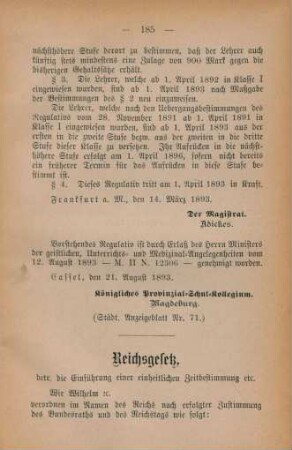 — 185 —
nächsthöhere Stufe derart zu bestimmen, daß der Lehrer auch
künftig stets mindestens eine Zulage von 900 Mark gegen die
bisherigen Gehaltssätze erhält.
§ 3. Die Lehrer, welche ab 1. April 1892 in Klasse I
eingewiesen wurden, sind ab 1. April 1893 nach Maßgabe
der Bestimmungen des § 2 neu einzuweisen.
Die Lehrer, welche nach den Uebergangsbestimmungen des
Regulativs vom 28. November 1891 ab 1. April 1891 in
Klasse I eingewiesen wurden, sind ab 1. April 1893 aus der
ersten in die zweite Stufe bezw. aus der zweiten in die dritte
Stufe dieser Klasse zu versetzen. Ihr Aufrücken in die nächst-
höhere Stufe erfolgt am 1. April 1896, sofern nicht bereits ein
früherer Termin für das Aufrücken in diese Stufe be-
stimmt ist.
§ 4. Dieses Regulativ tritt am 1. April 1893 in Kraft.
Frankfurt a. M., den 14. März 1893.
Der Magistrat.
Adickes.
Vorstehendes Regulativ ist durch Erlaß des Herrn Ministers
der geistlichen, Unterrichts- und Medizinal-Angelegenheiten vom
12. August 1893 — M. U II N. 12306 — genehmigt worden.
Cassel, den 21. August 1893.
Königliches Provinzial-Schul-Kollegium.
Magdeburg.
(Städt. Anzeigeblatt Nr. 71.)
Reichsgesetz,
betr. die Einführung einer einheitlichen Zeitbestimmung etc.
Wir Wilhelm ꝛc.
verordnen im Namen des Reichs nach erfolgter Zustimmung
des Bundesraths und des Reichstags wie folgt: